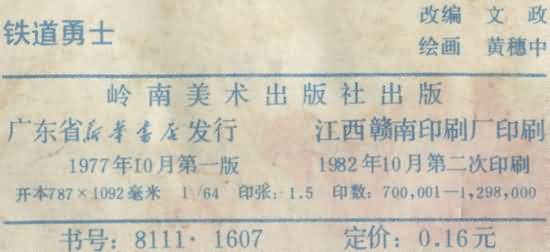 铁道勇士
改编 文政
绘画 黄穗中
岭南美术出版社出版
广东省新华书店发行 江西赣南印刷厂印刷
1977年10月第一版 1982年10月第二次印刷
开本787×1092毫米 1/64 印张:1.5 印数:700,001—1,298,000
书号:8111·1607 定价:0.16元